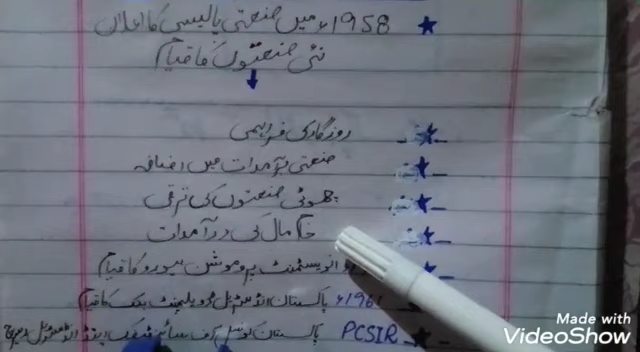 ★ 1958ء میں صنعتی پالیسی کا اعلان
نئی صنعتوں کا قیام
↓
★ روزگار کی فراہمی
★ صنعتی برآمدات میں اضافہ
★ چھوٹی صنعتوں کی ترقی
★ خام مال کی درآمدات
★ انویسٹمنٹ پروموشن بیورو کا قیام
★ 1961ء پاکستان انڈسٹریل ڈویلپمنٹ بنک کا قیام
★ PCSIR پاکستان کونسل آف سائنٹیفک اینڈ انڈسٹریل ریسرچ
Made with
VideoShow